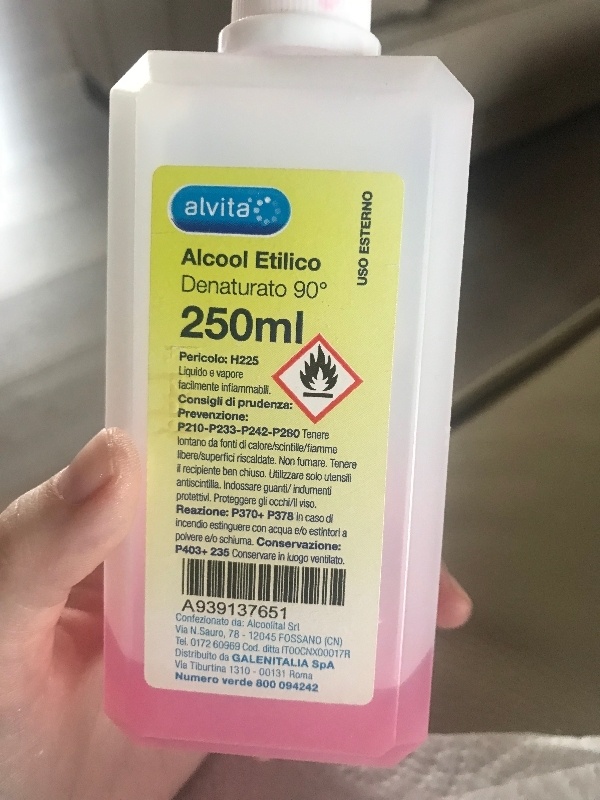 alvita
USO ESTERNO
Alcool Etilico
Denaturato 90°
250ml
Pericolo: H225
Liquido e vapore
facilmente infiammabili.
Consigli di prudenza:
Prevenzione:
P210-P233-P242-P280 Tenere
lontano da fonti di calore/scintille/fiamme
libere/superfici riscaldate. Non fumare. Tenere
il recipiente ben chiuso. Utilizzare solo utensili
antiscintilla. Indossare guanti/ indumenti
protettivi. Proteggere gli occhi/il viso.
Reazione: P370+ P378 in caso di
incendio estinguere con acqua e/o estintori a
polvere e/o schiuma. Conservazione:
P403+ 235 Conservare in luogo ventilato.
A939137651
Confezionato da: Alcoolital Srl
Via N.Sauro, 78 - 12045 FOSSANO (CN)
Tel. 0172 60969 Cod. ditta IT00CNX00017R
Distribuito da GALENITALIA SpA
Via Tiburtina 1310 - 00131 Roma
Numero verde 800 094242